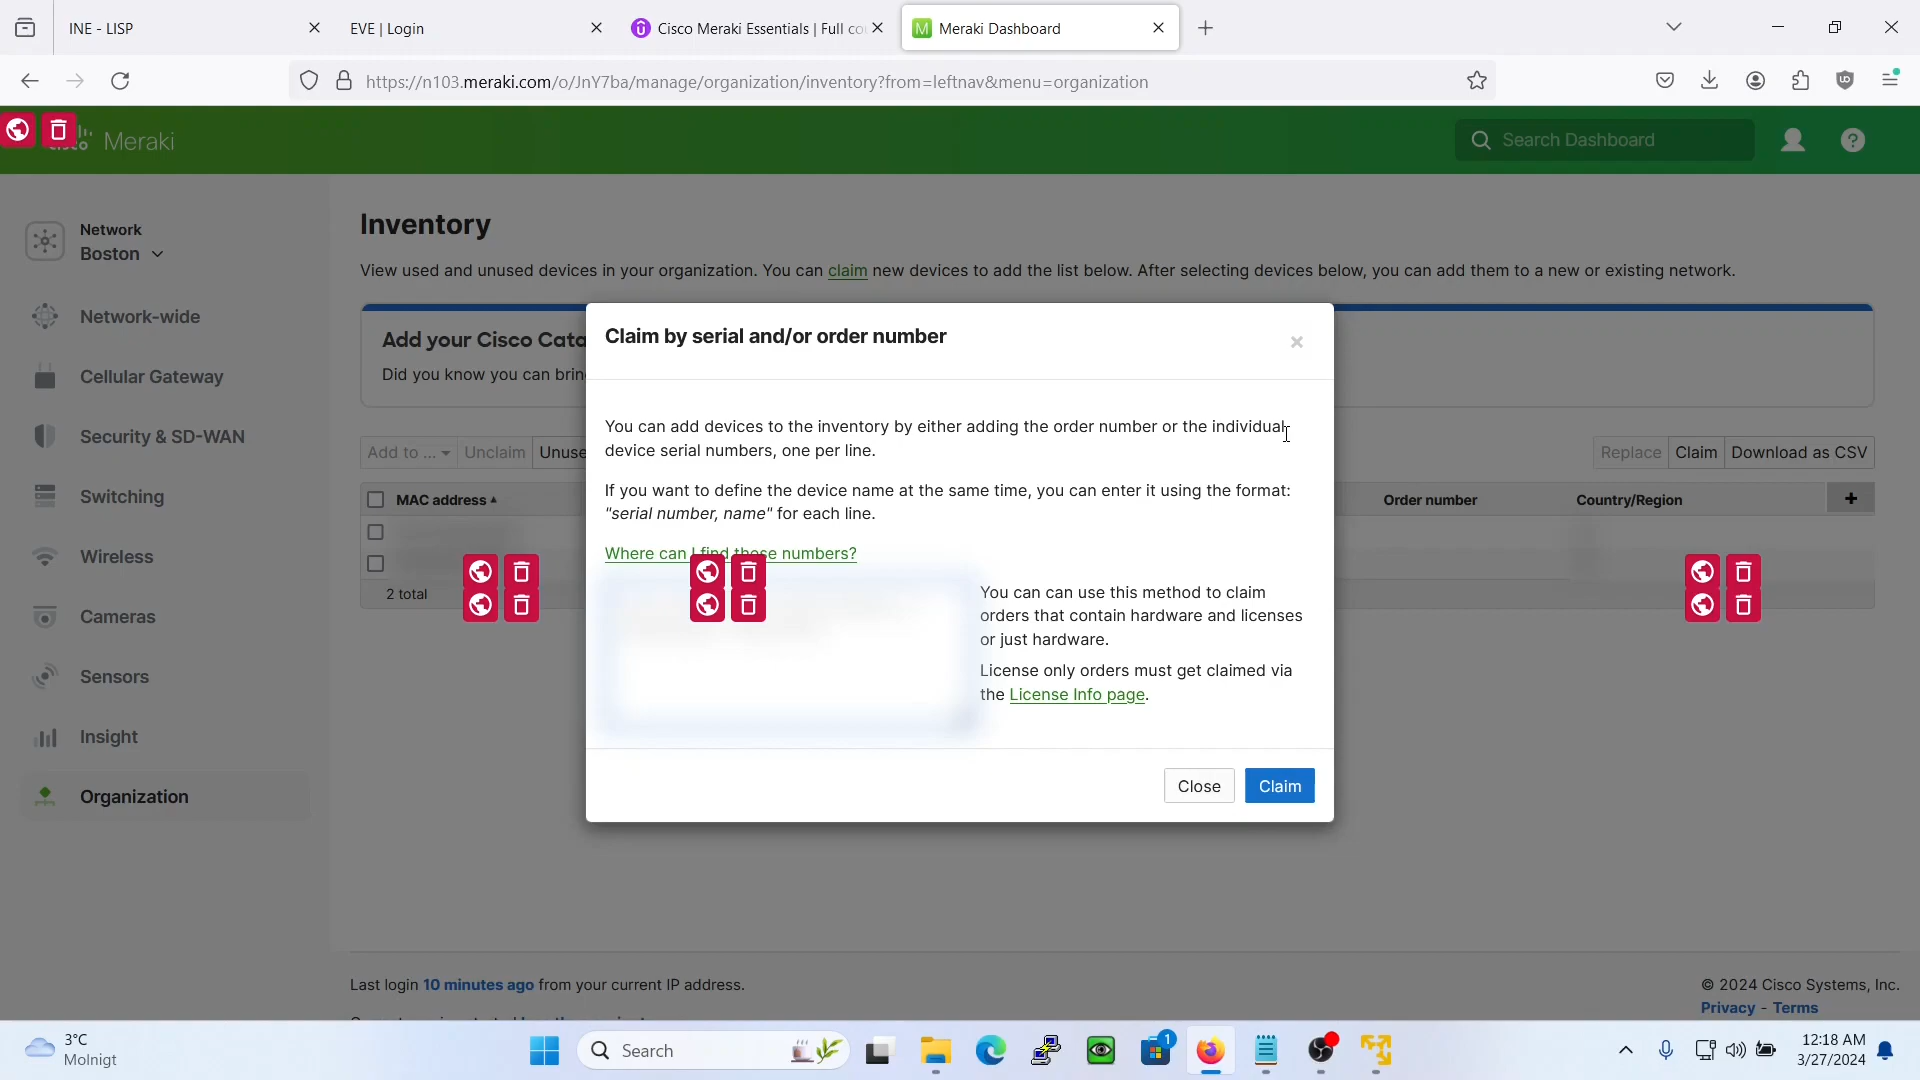 INE - LISP
EVE | Login
Cisco Meraki Essentials | Full co
Meraki Dashboard
https://n103.meraki.com/o/JnY7ba/manage/organization/inventory?from=leftnav&menu=organization
cisco Meraki
Search Dashboard
Network
Boston
Network-wide
Cellular Gateway
Security & SD-WAN
Switching
Wireless
Cameras
Sensors
Insight
Organization
Inventory
View used and unused devices in your organization. You can claim new devices to add the list below. After selecting devices below, you can add them to a new or existing network.
Add your Cisco Cata
Did you know you can brin
Add to ... Unclaim Unuse
Replace Claim Download as CSV
MAC address Order number Country/Region
2 total
Claim by serial and/or order number
You can add devices to the inventory by either adding the order number or the individual
device serial numbers, one per line.
If you want to define the device name at the same time, you can enter it using the format:
"serial number, name" for each line.
Where can I find these numbers?
You can can use this method to claim
orders that contain hardware and licenses
or just hardware.
License only orders must get claimed via
the License Info page.
Close Claim
Last login 10 minutes ago from your current IP address.
© 2024 Cisco Systems, Inc.
Privacy - Terms
3°C
Molnigt
Search
1
12:18 AM
3/27/2024